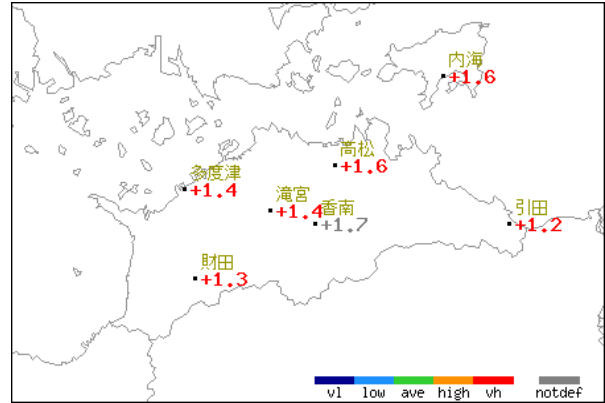 内海
+1.6
高松
+1.6
多度津
+1.4
滝宮
+1.4
香南
+1.7
引田
+1.2
財田
+1.3
vl low ave high vh notdef